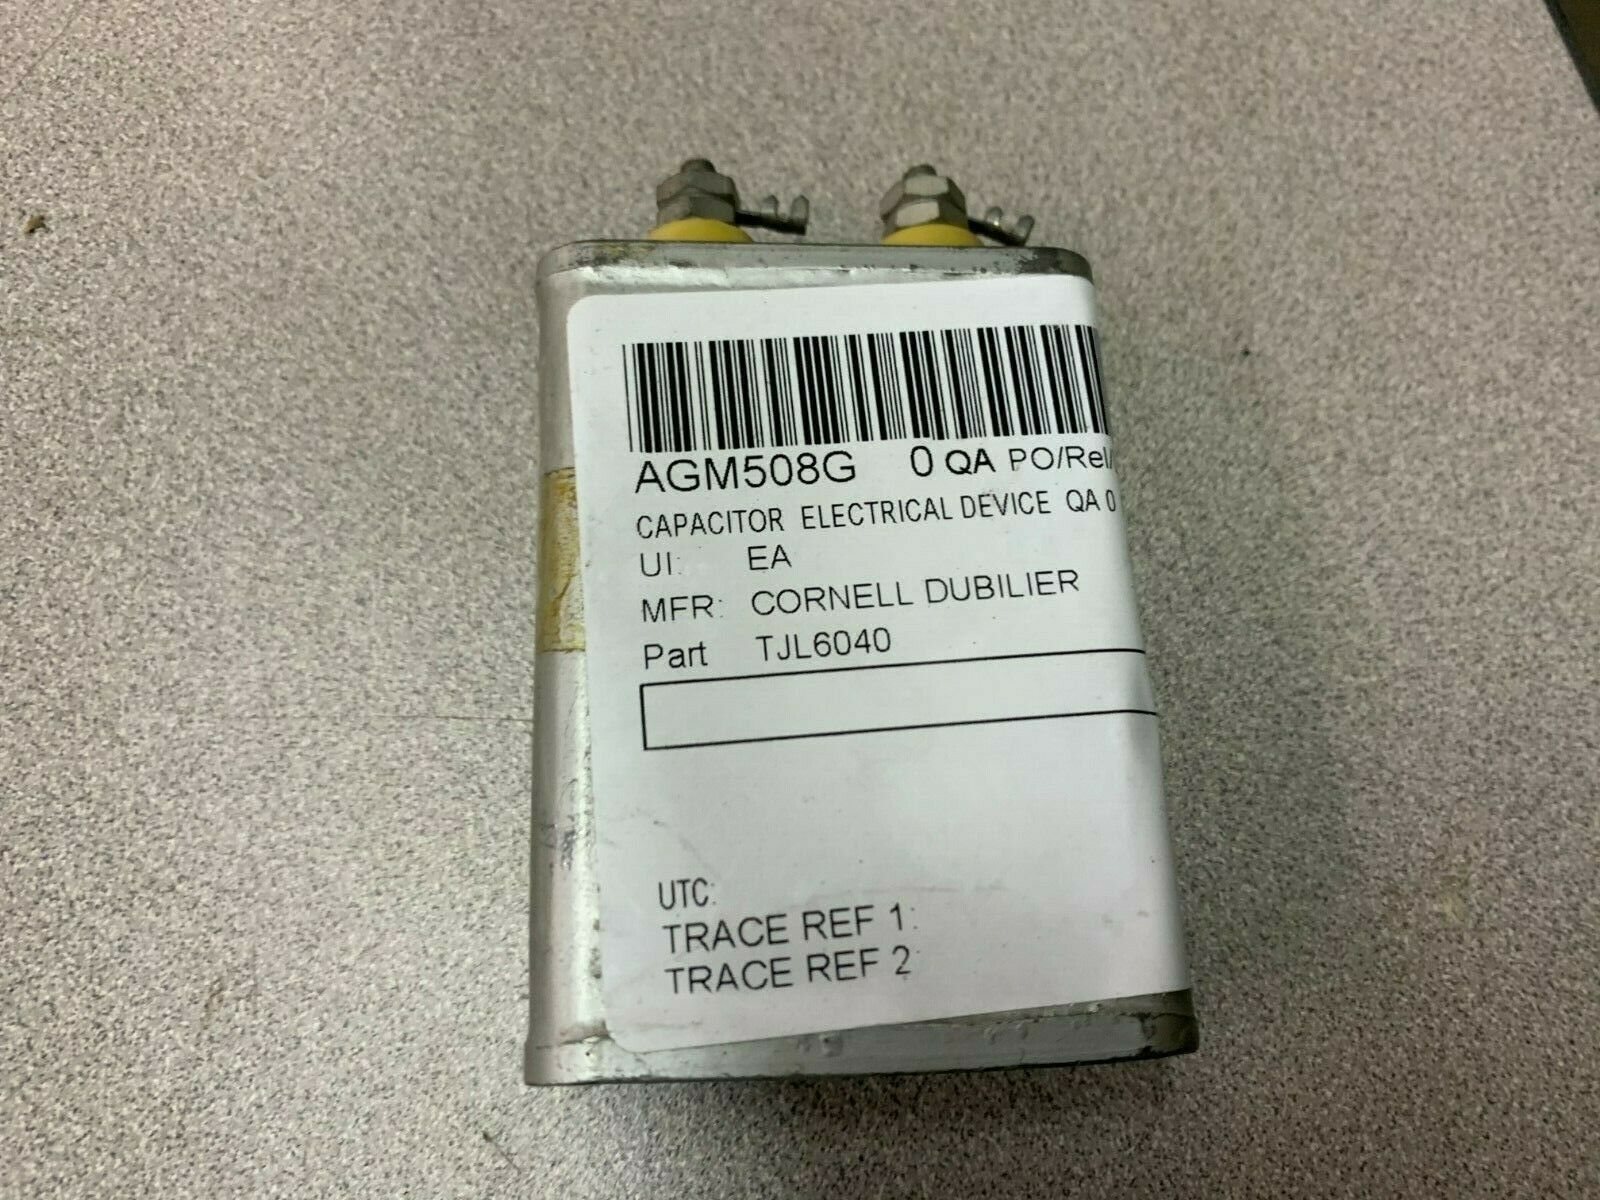 AGM508G 0 QA PO/Rel/
CAPACITOR ELECTRICAL DEVICE QA 0
UI: EA
MFR: CORNELL DUBILIER
Part TJL6040
UTC:
TRACE REF 1:
TRACE REF 2